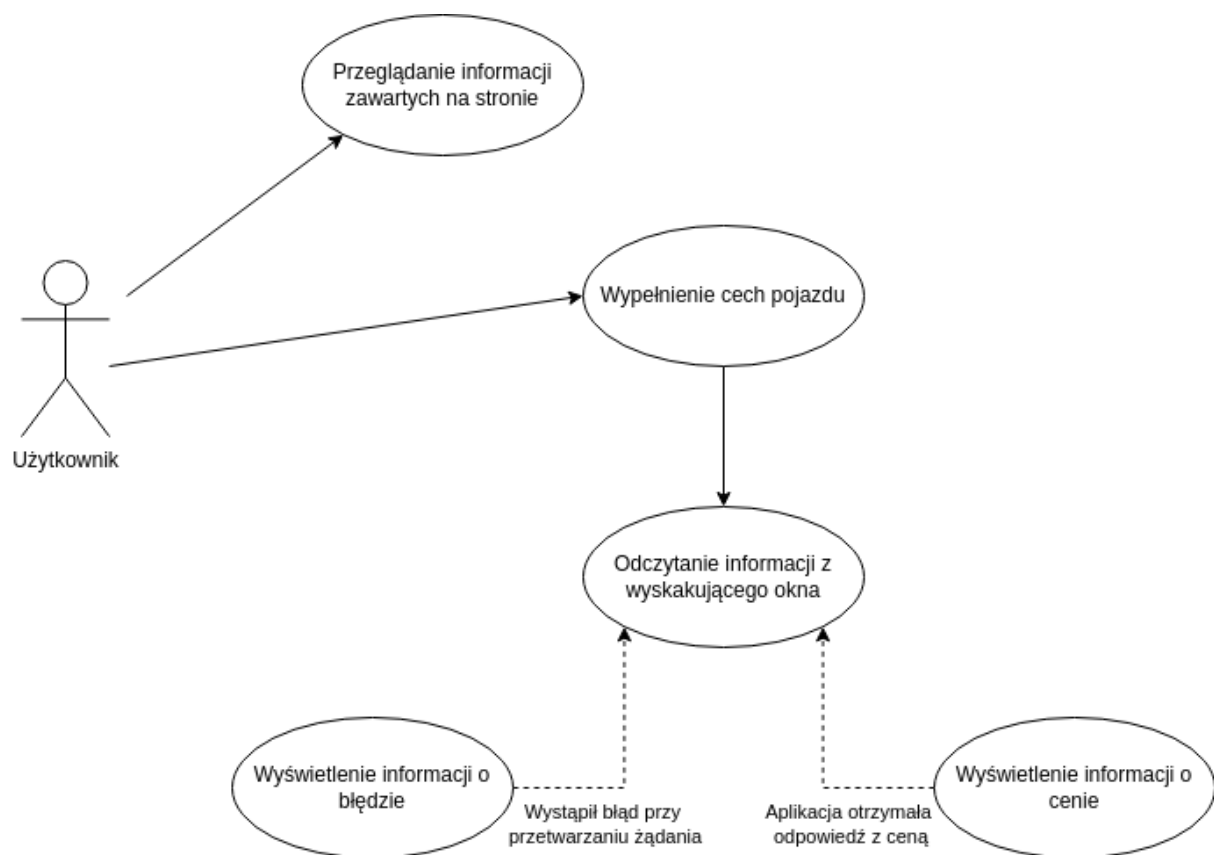 Przeglądanie informacji
zawartych na stronie
Wypełnienie cech pojazdu
Użytkownik
Odczytanie informacji z
wyskakującego okna
Wyświetlenie informacji o
błędzie
Wystąpił błąd przy
przetwarzaniu żądania
Aplikacja otrzymała
odpowiedź z ceną
Wyświetlenie informacji o
cenie